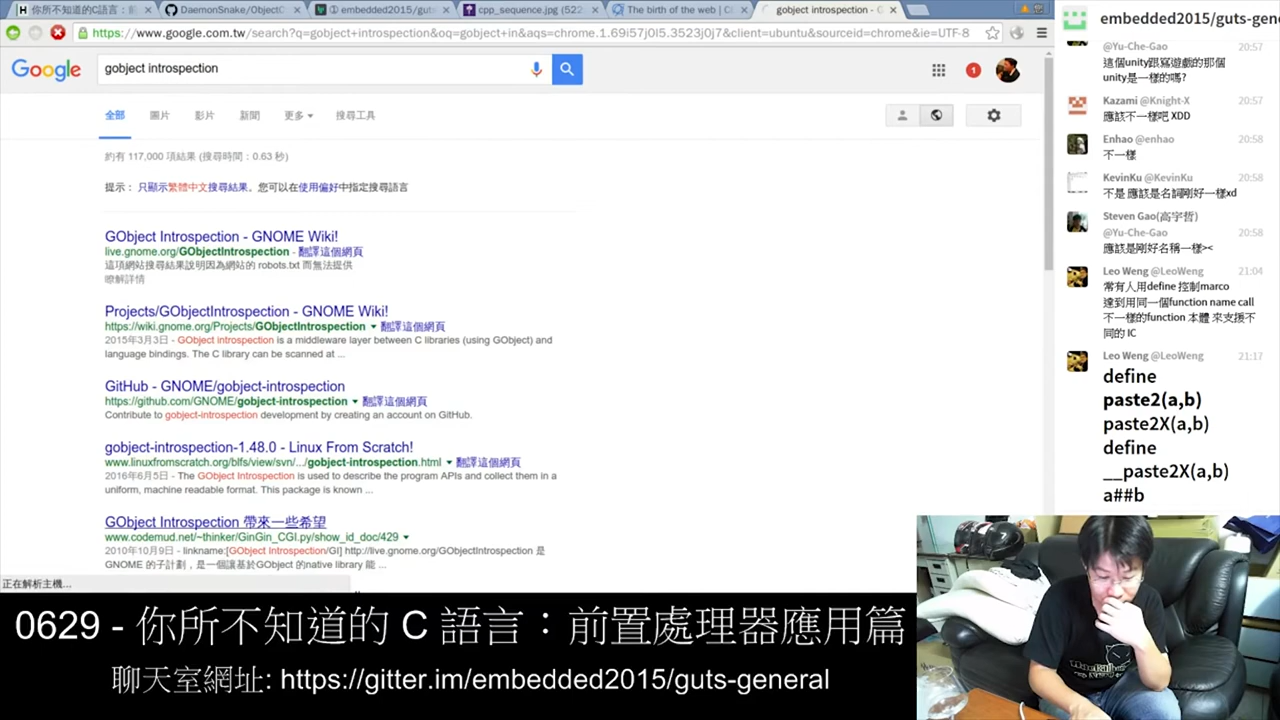 你所不知道的C語言：前
DaemonSnake/ObjectC
① embedded2015/guts
cpp_sequence.jpg (522
The birth of the web | C
gobject introspection - G
https://www.google.com.tw/search?q=gobject+introspection&oq=gobject+in&aqs=chrome.1.69i57j0l5.3523j0j7&client=ubuntu&sourceid=chrome&ie=UTF-8
Google
gobject introspection
1
全部 圖片 影片 新聞 更多 搜尋工具
約有 117,000 項結果 (搜尋時間：0.63 秒)
提示： 只顯示繁體中文搜尋結果。您可以在使用偏好中指定搜尋語言
GObject Introspection - GNOME Wiki!
live.gnome.org/GObjectIntrospection - 翻譯這個網頁
這項網站搜尋結果說明因為網站的 robots.txt 而無法提供
瞭解詳情
Projects/GObjectIntrospection - GNOME Wiki!
https://wiki.gnome.org/Projects/GObjectIntrospection 翻譯這個網頁
2015年3月3日 - GObject introspection is a middleware layer between C libraries (using GObject) and
language bindings. The C library can be scanned at ...
GitHub - GNOME/gobject-introspection
https://github.com/GNOME/gobject-introspection 翻譯這個網頁
Contribute to gobject-introspection development by creating an account on GitHub.
gobject-introspection-1.48.0 - Linux From Scratch!
www.linuxfromscratch.org/blfs/view/svn/.../gobject-introspection.html 翻譯這個網頁
2016年6月5日 - The GObject Introspection is used to describe the program APIs and collect them in a
uniform, machine readable format. This package is known ...
GObject Introspection 帶來一些希望
www.codemud.net/~thinker/GinGin_CGI.py/show_id_doc/429
2010年10月9日 - linkname:[GObject Introspection/GI] http://live.gnome.org/GObjectIntrospection 是
GNOME 的子計劃，是一個讓基於GObject 的native library 能 ...
正在解析主機...
embedded2015/guts-gene
@Yu-Che-Gao 20:57
這個unity跟寫遊戲的那個
unity是一樣的嗎?
Kazami @Knight-X 20:57
應該不一樣吧 XDD
Enhao @enhao 20:58
不一樣
KevinKu @KevinKu 20:58
不是 應該是名詞剛好一樣xd
Steven Gao(高宇哲)
@Yu-Che-Gao 20:58
應該是剛好名稱一樣><
Leo Weng @LeoWeng 21:04
常有人用define 控制marco
達到用同一個function name call
不一樣的function 本體 來支援不
同的 IC
Leo Weng @LeoWeng 21:17
define
paste2(a,b)
paste2X(a,b)
define
__paste2X(a,b)
a##b
0629 - 你所不知道的 C 語言：前置處理器應用篇
聊天室網址: https://gitter.im/embedded2015/guts-general